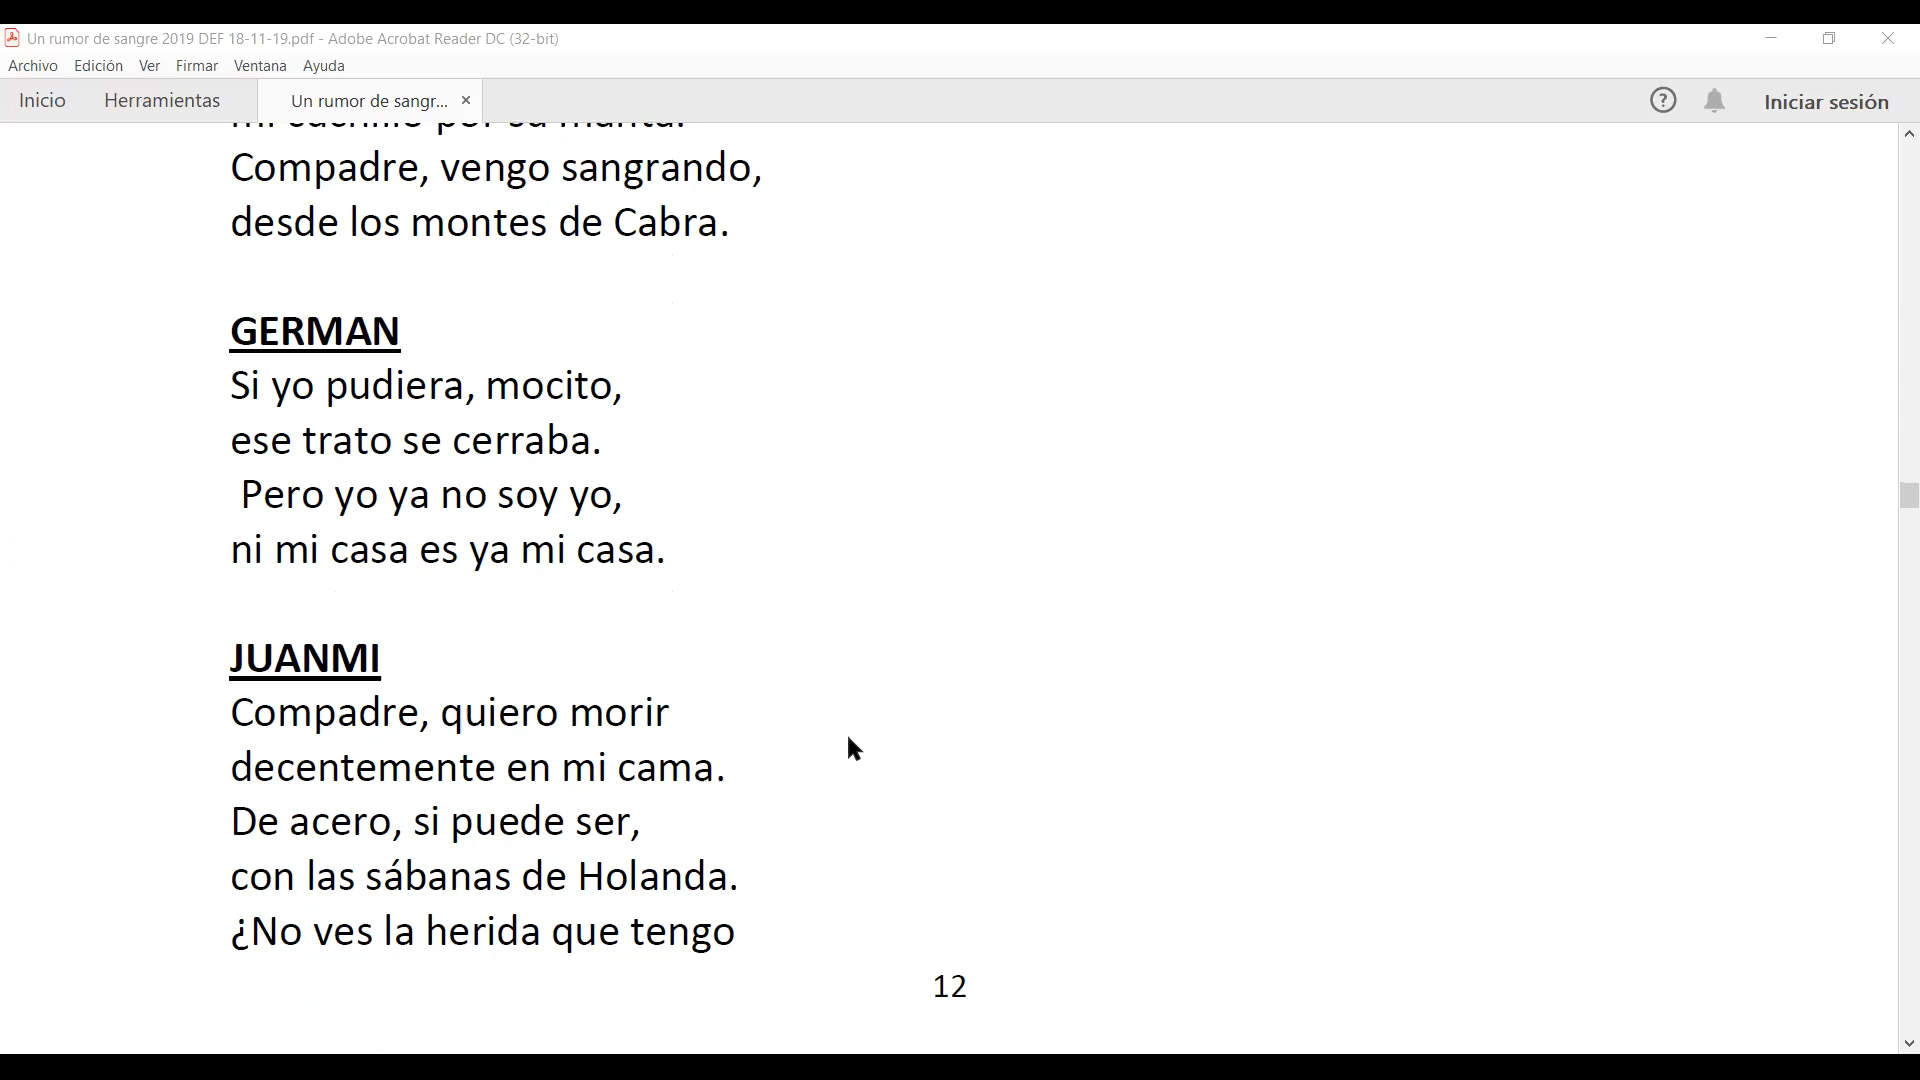 Un rumor de sangre 2019 DEF 18-11-19.pdf - Adobe Acrobat Reader DC (32-bit)
Archivo Edición Ver Firmar Ventana Ayuda
Inicio Herramientas Un rumor de sangr... Iniciar sesión
Compadre, vengo sangrando,
desde los montes de Cabra.
GERMAN
Si yo pudiera, mocito,
ese trato se cerraba.
Pero yo ya no soy yo,
ni mi casa es ya mi casa.
JUANMI
Compadre, quiero morir
decentemente en mi cama.
De acero, si puede ser,
con las sábanas de Holanda.
¿No ves la herida que tengo
12